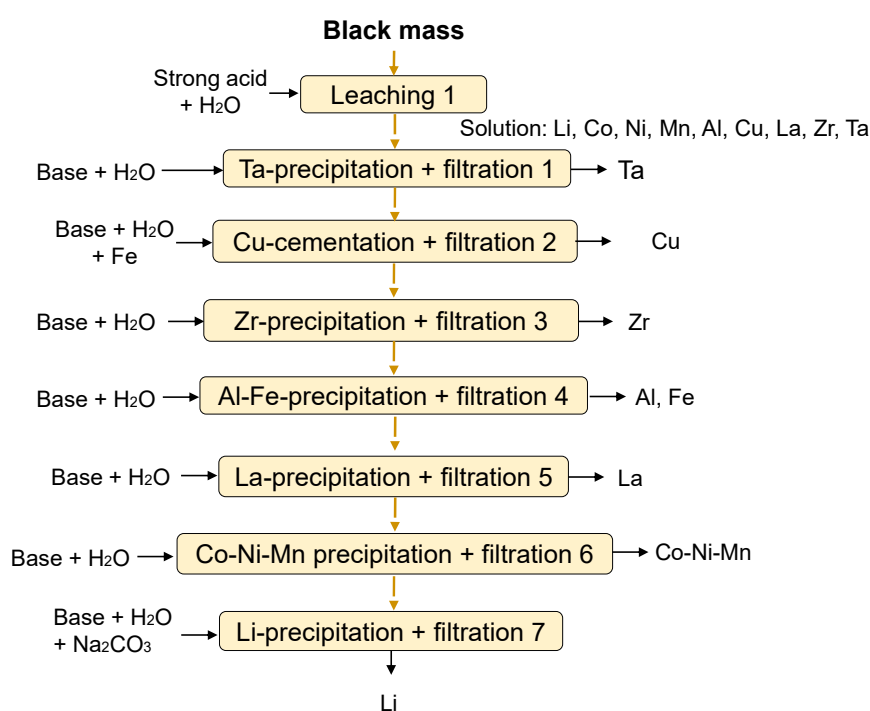 Black mass
Strong acid
+ H₂O
Leaching 1
Solution: Li, Co, Ni, Mn, Al, Cu, La, Zr, Ta
Base + H₂O
Ta-precipitation + filtration 1
Ta
Base + H₂O
+ Fe
Cu-cementation + filtration 2
Cu
Base + H₂O
Zr-precipitation + filtration 3
Zr
Base + H₂O
Al-Fe-precipitation + filtration 4
Al, Fe
Base + H₂O
La-precipitation + filtration 5
La
Base + H₂O
Co-Ni-Mn precipitation + filtration 6
Co-Ni-Mn
Base + H₂O
+ Na₂CO₃
Li-precipitation + filtration 7
Li